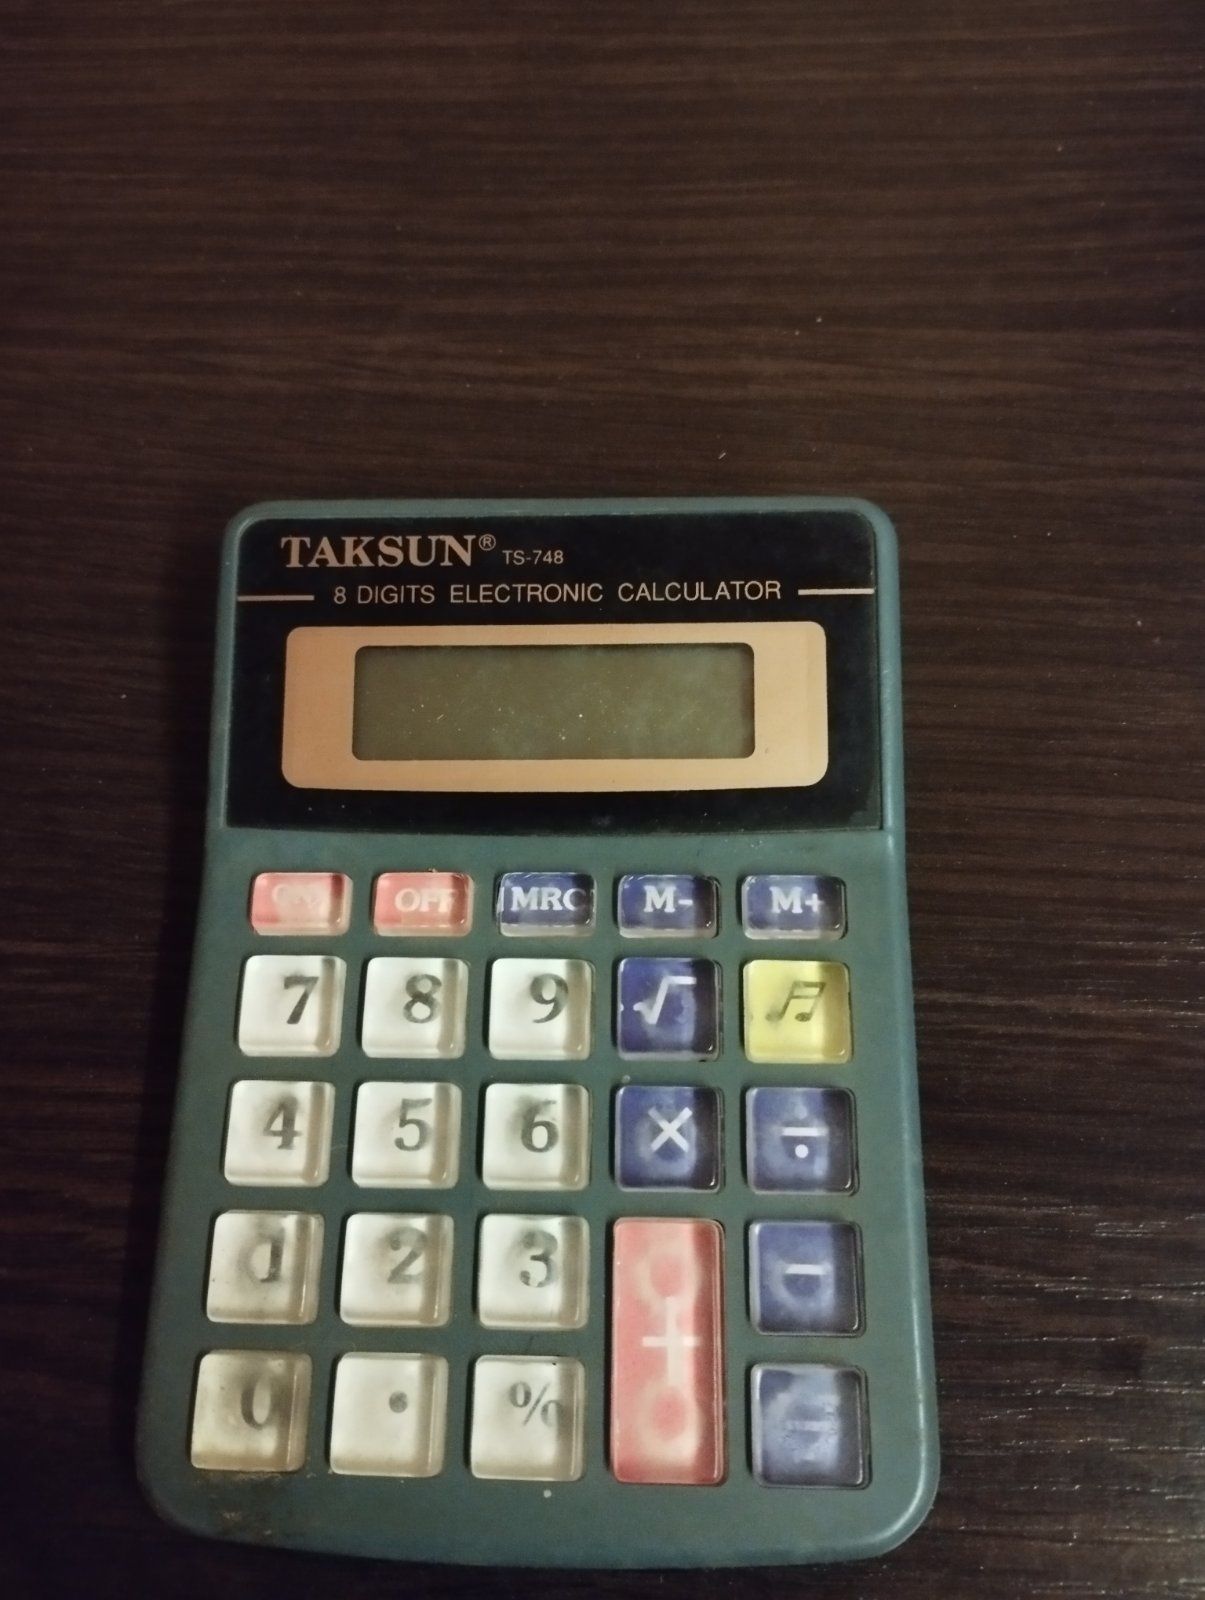 TAKSUN® TS-748
8 DIGITS ELECTRONIC CALCULATOR
OFF MRC M- M+
7 8 9 √ ♬
4 5 6 × ÷
1 2 3 + -
0 . %